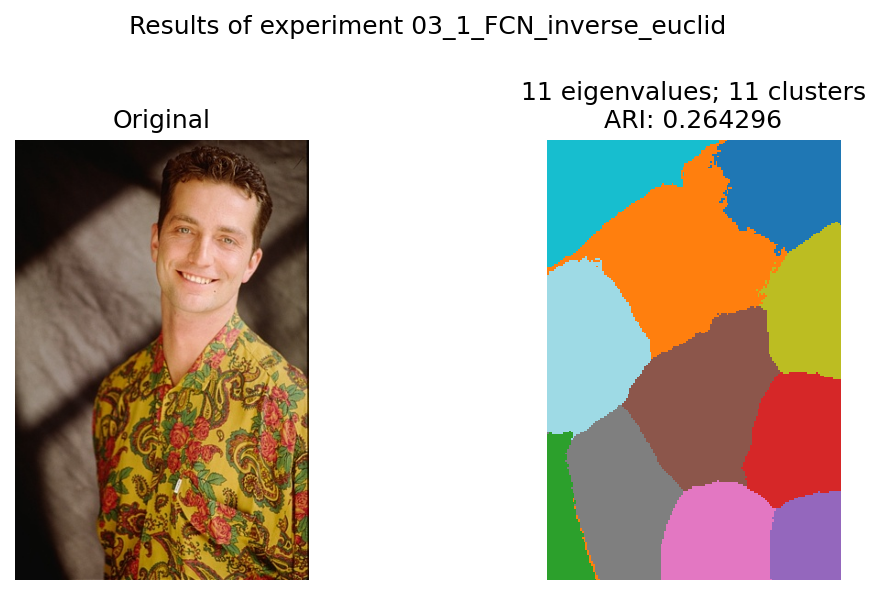 Results of experiment 03_1_FCN_inverse_euclid
Original
11 eigenvalues; 11 clusters
ARI: 0.264296